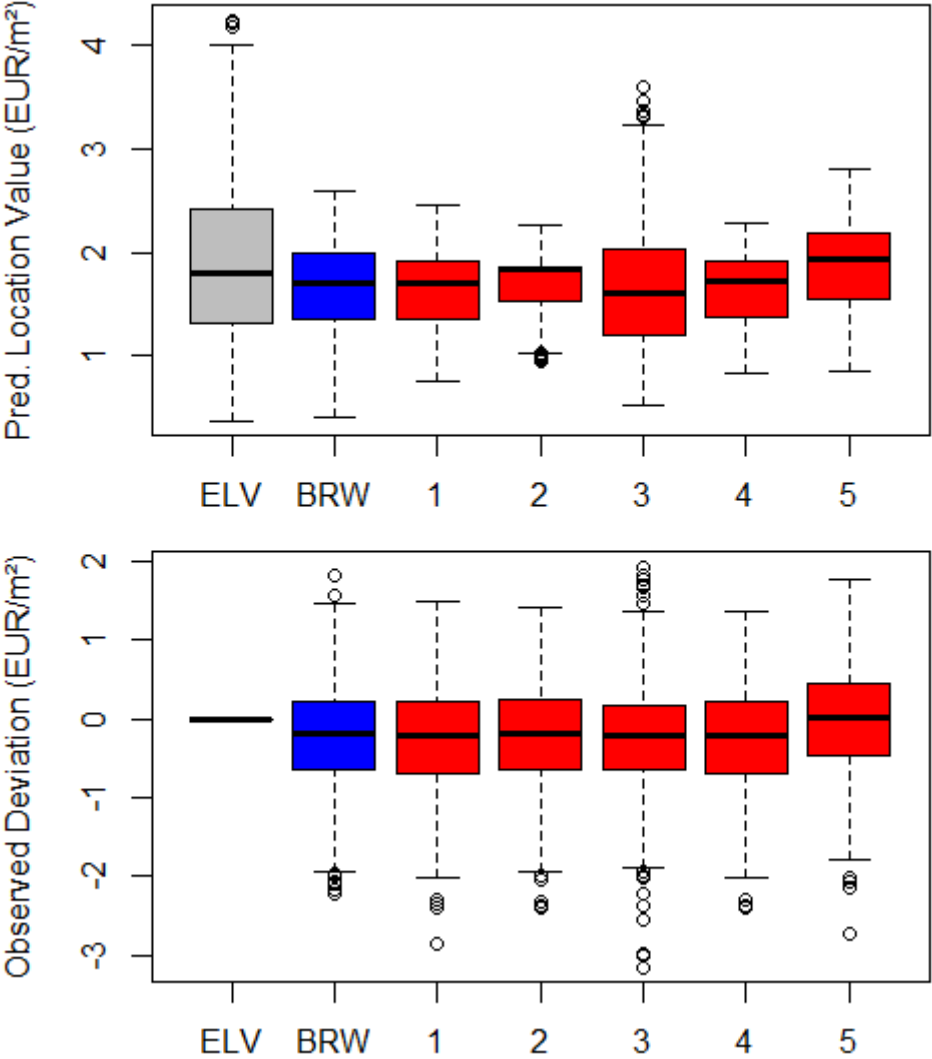 Pred. Location Value (EUR/m²)
4
3
2
1
ELV BRW 1 2 3 4 5
Observed Deviation (EUR/m²)
2
1
0
-1
-2
-3
ELV BRW 1 2 3 4 5